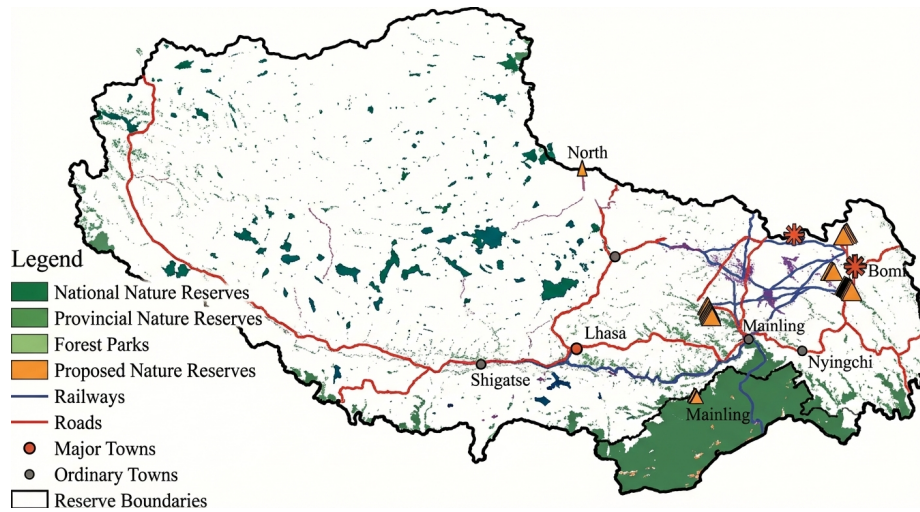 North
Bom
Mainling
Lhasa
Nyingchi
Shigatse
Mainling
Legend
National Nature Reserves
Provincial Nature Reserves
Forest Parks
Proposed Nature Reserves
Railways
Roads
Major Towns
Ordinary Towns
Reserve Boundaries